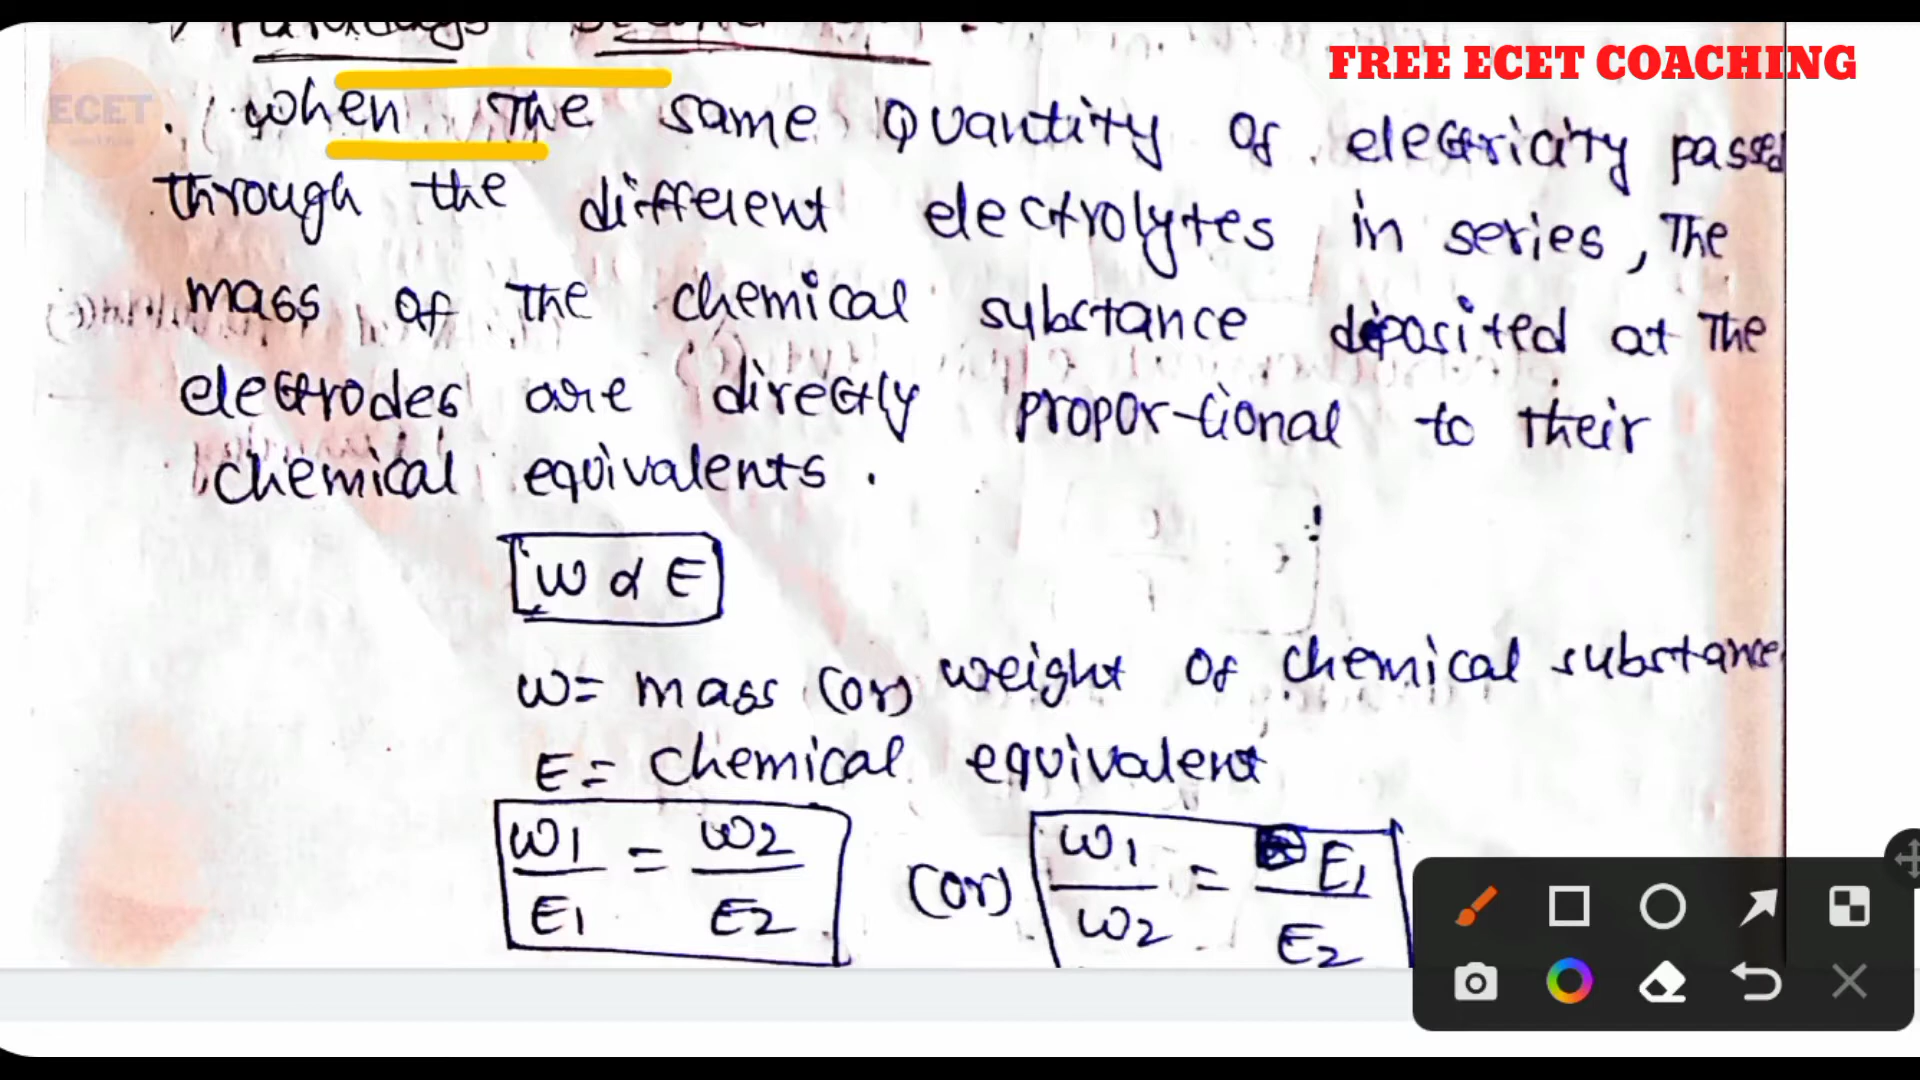 FREE ECET COACHING
ECET
when The same Quantity of electricity passed
through the different electrolytes in series, The
mass of The chemical substance deposited at The
electrodes are directly proportional to their
chemical equivalents.
W α E
W = mass (or) weight of chemical substance
E = chemical equivalent
W1/E1 = W2/E2 (or) W1/W2 = E1/E2